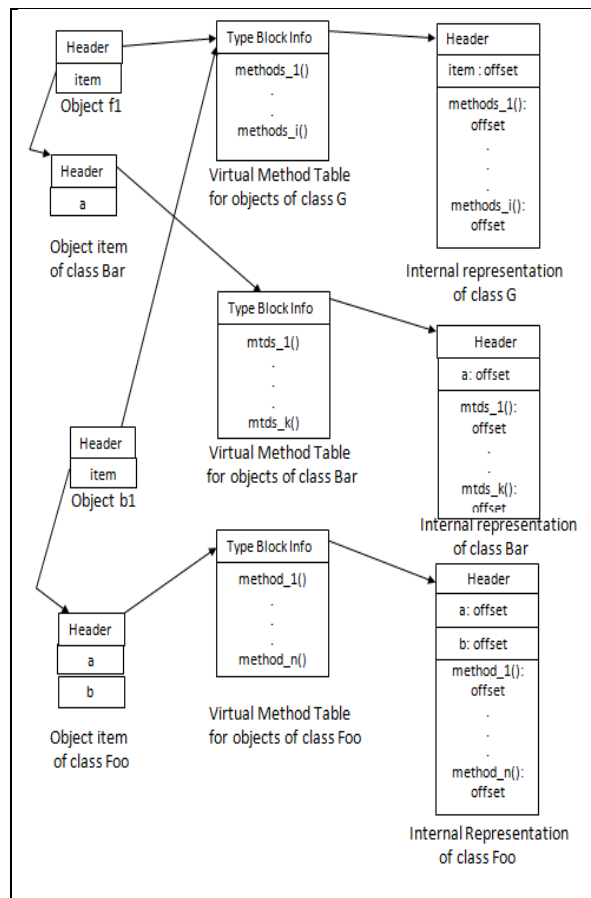 Header
item
Object f1
Header
a
Object item
of class Bar
Header
item
Object b1
Header
a
b
Object item
of class Foo
Type Block Info
methods_1()
.
.
methods_i()
Virtual Method Table
for objects of class G
Type Block Info
mtds_1()
.
.
.
mtds_k()
Virtual Method Table
for objects of class Bar
Type Block Info
method_1()
.
.
.
method_n()
Virtual Method Table
for objects of class Foo
Header
item : offset
methods_1():
offset
.
.
.
methods_i():
offset
Internal representation
of class G
Header
a: offset
mtds_1():
offset
.
.
mtds_k():
offset
Internal representation
of class Bar
Header
a: offset
b: offset
method_1():
offset
.
.
.
method_n():
offset
Internal Representation
of class Foo